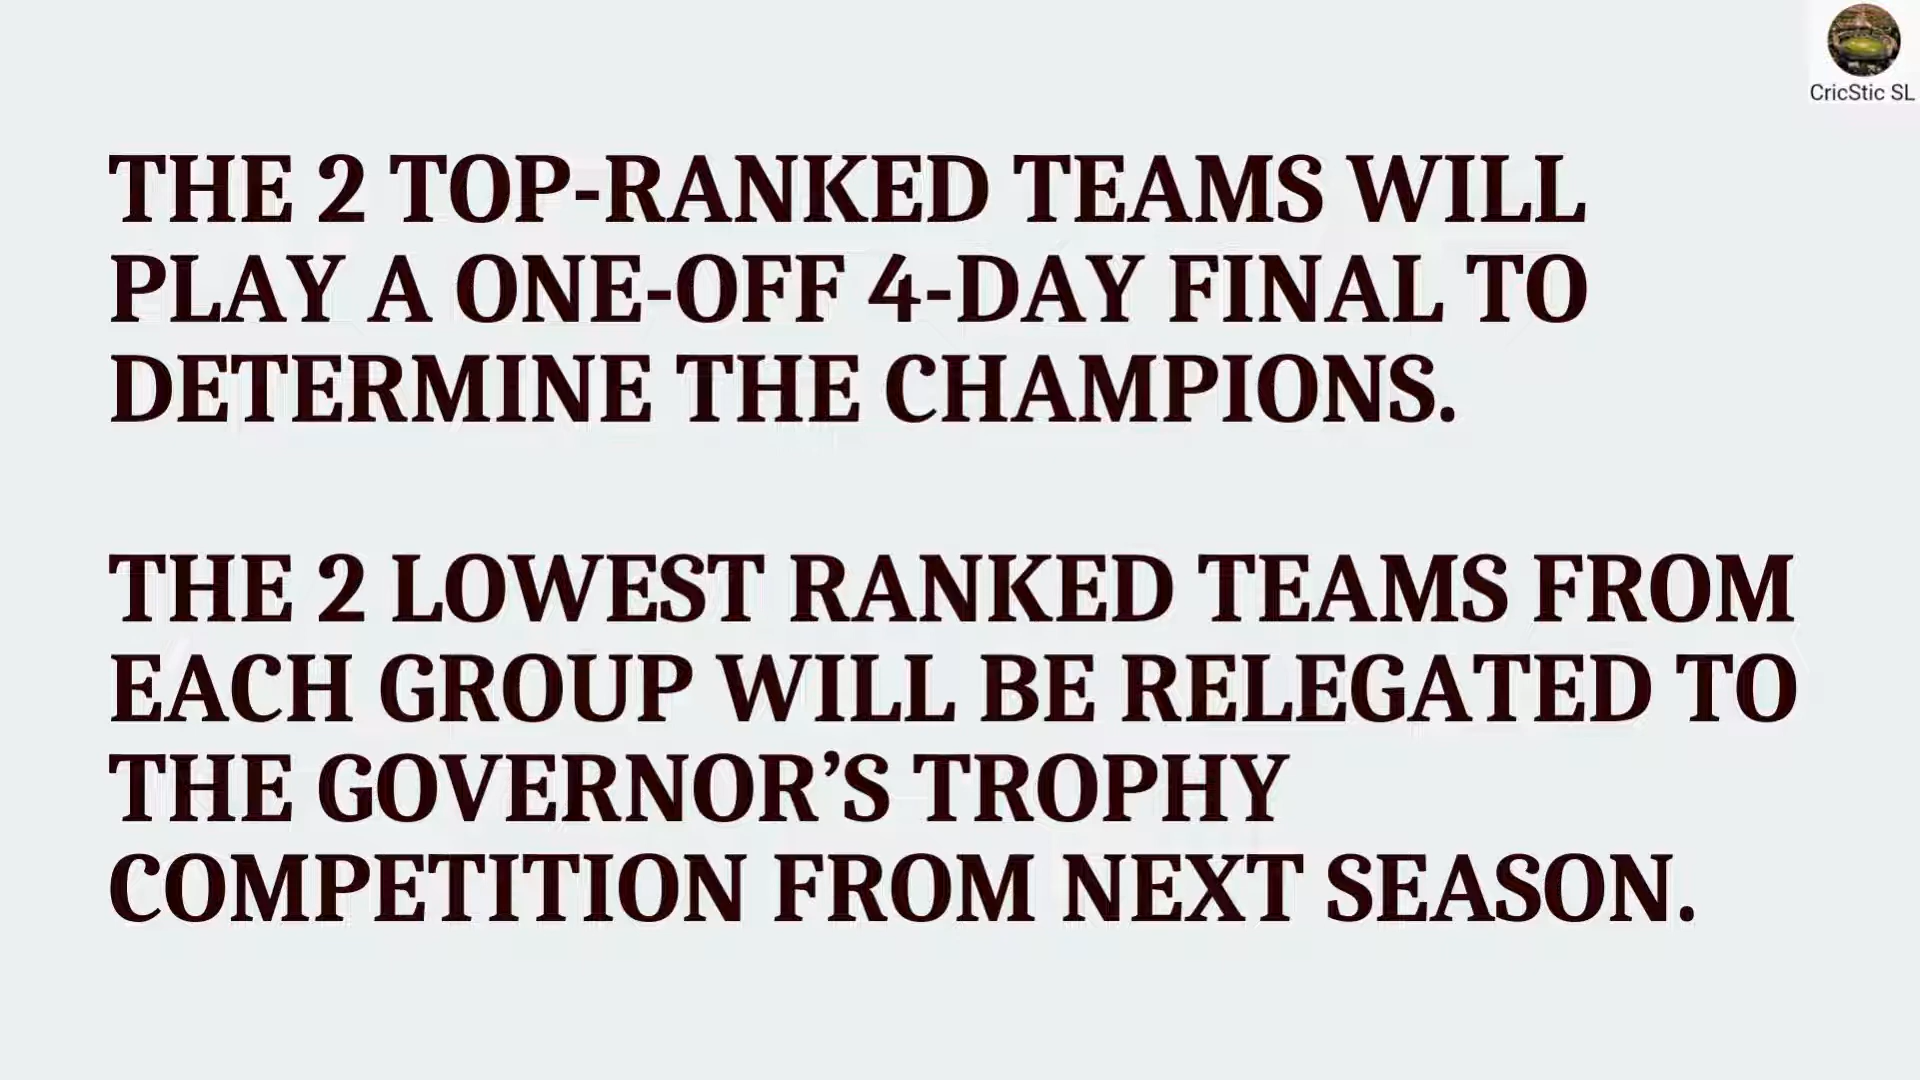 CricStic SL
THE 2 TOP-RANKED TEAMS WILL
PLAY A ONE-OFF 4-DAY FINAL TO
DETERMINE THE CHAMPIONS.
THE 2 LOWEST RANKED TEAMS FROM
EACH GROUP WILL BE RELEGATED TO
THE GOVERNOR’S TROPHY
COMPETITION FROM NEXT SEASON.